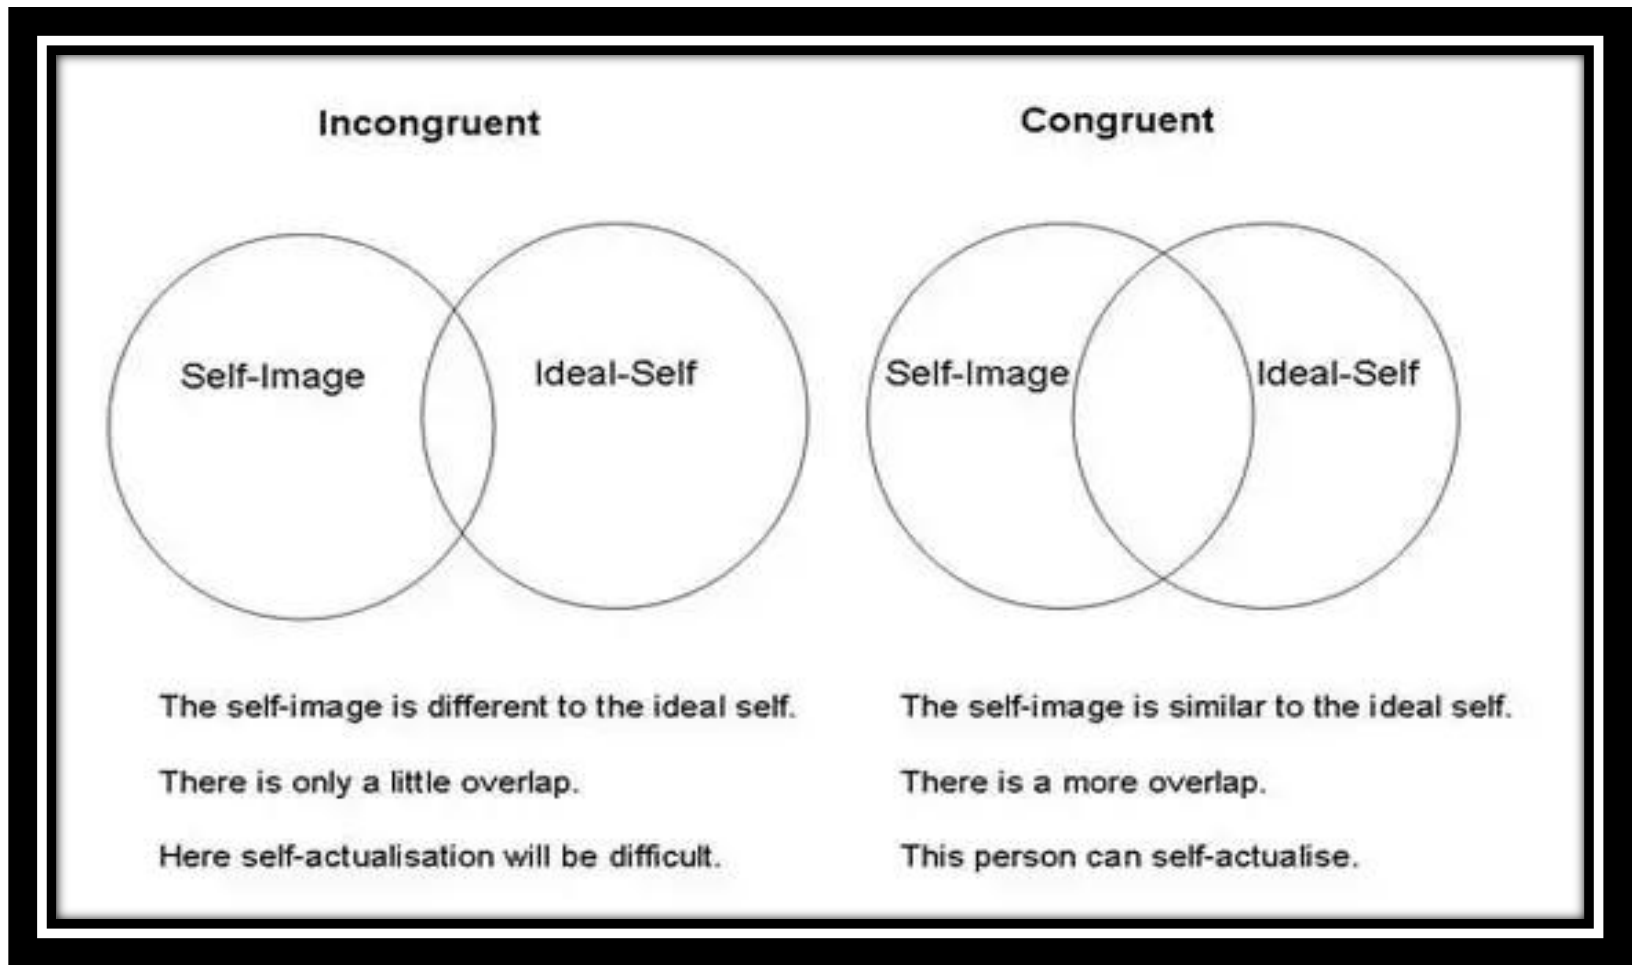 Incongruent
Self-Image
Ideal-Self
The self-image is different to the ideal self.
There is only a little overlap.
Here self-actualisation will be difficult.
Congruent
Self-Image
Ideal-Self
The self-image is similar to the ideal self.
There is a more overlap.
This person can self-actualise.